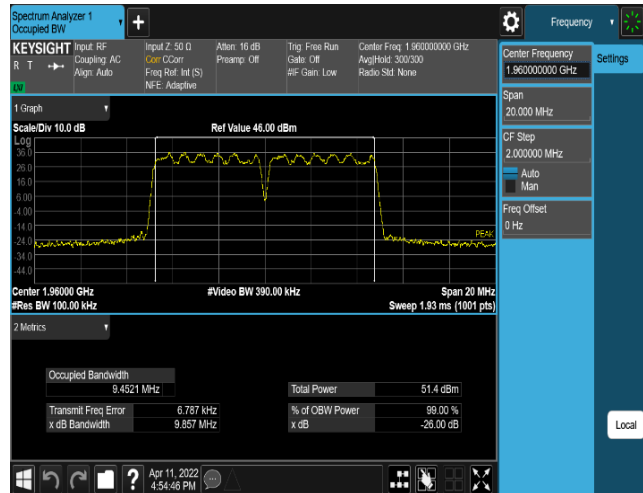 Spectrum Analyzer 1
Occupied BW
+
Frequency
KEYSIGHT
R T
LXI
Input: RF
Coupling: AC
Align: Auto
Input Z: 50 Ω
Corr CCorr
Freq Ref: Int (S)
NFE: Adaptive
Atten: 16 dB
Preamp: Off
Trig: Free Run
Gate: Off
#IF Gain: Low
Center Freq: 1.960000000 GHz
Avg|Hold: 300/300
Radio Std: None
Center Frequency
1.960000000 GHz
Settings
Span
20.000 MHz
CF Step
2.000000 MHz
Auto
Man
Freq Offset
0 Hz
1 Graph
Scale/Div 10.0 dB
Ref Value 46.00 dBm
Log
36.0
26.0
16.0
6.00
-4.00
-14.0
-24.0
-34.0
-44.0
PEAK
Center 1.96000 GHz
#Video BW 390.00 kHz
Span 20 MHz
#Res BW 100.00 kHz
Sweep 1.93 ms (1001 pts)
2 Metrics
Occupied Bandwidth
9.4521 MHz
Total Power 51.4 dBm
Transmit Freq Error 6.787 kHz
% of OBW Power 99.00 %
x dB Bandwidth 9.857 MHz
x dB -26.00 dB
Local
?
Apr 11, 2022
4:54:46 PM